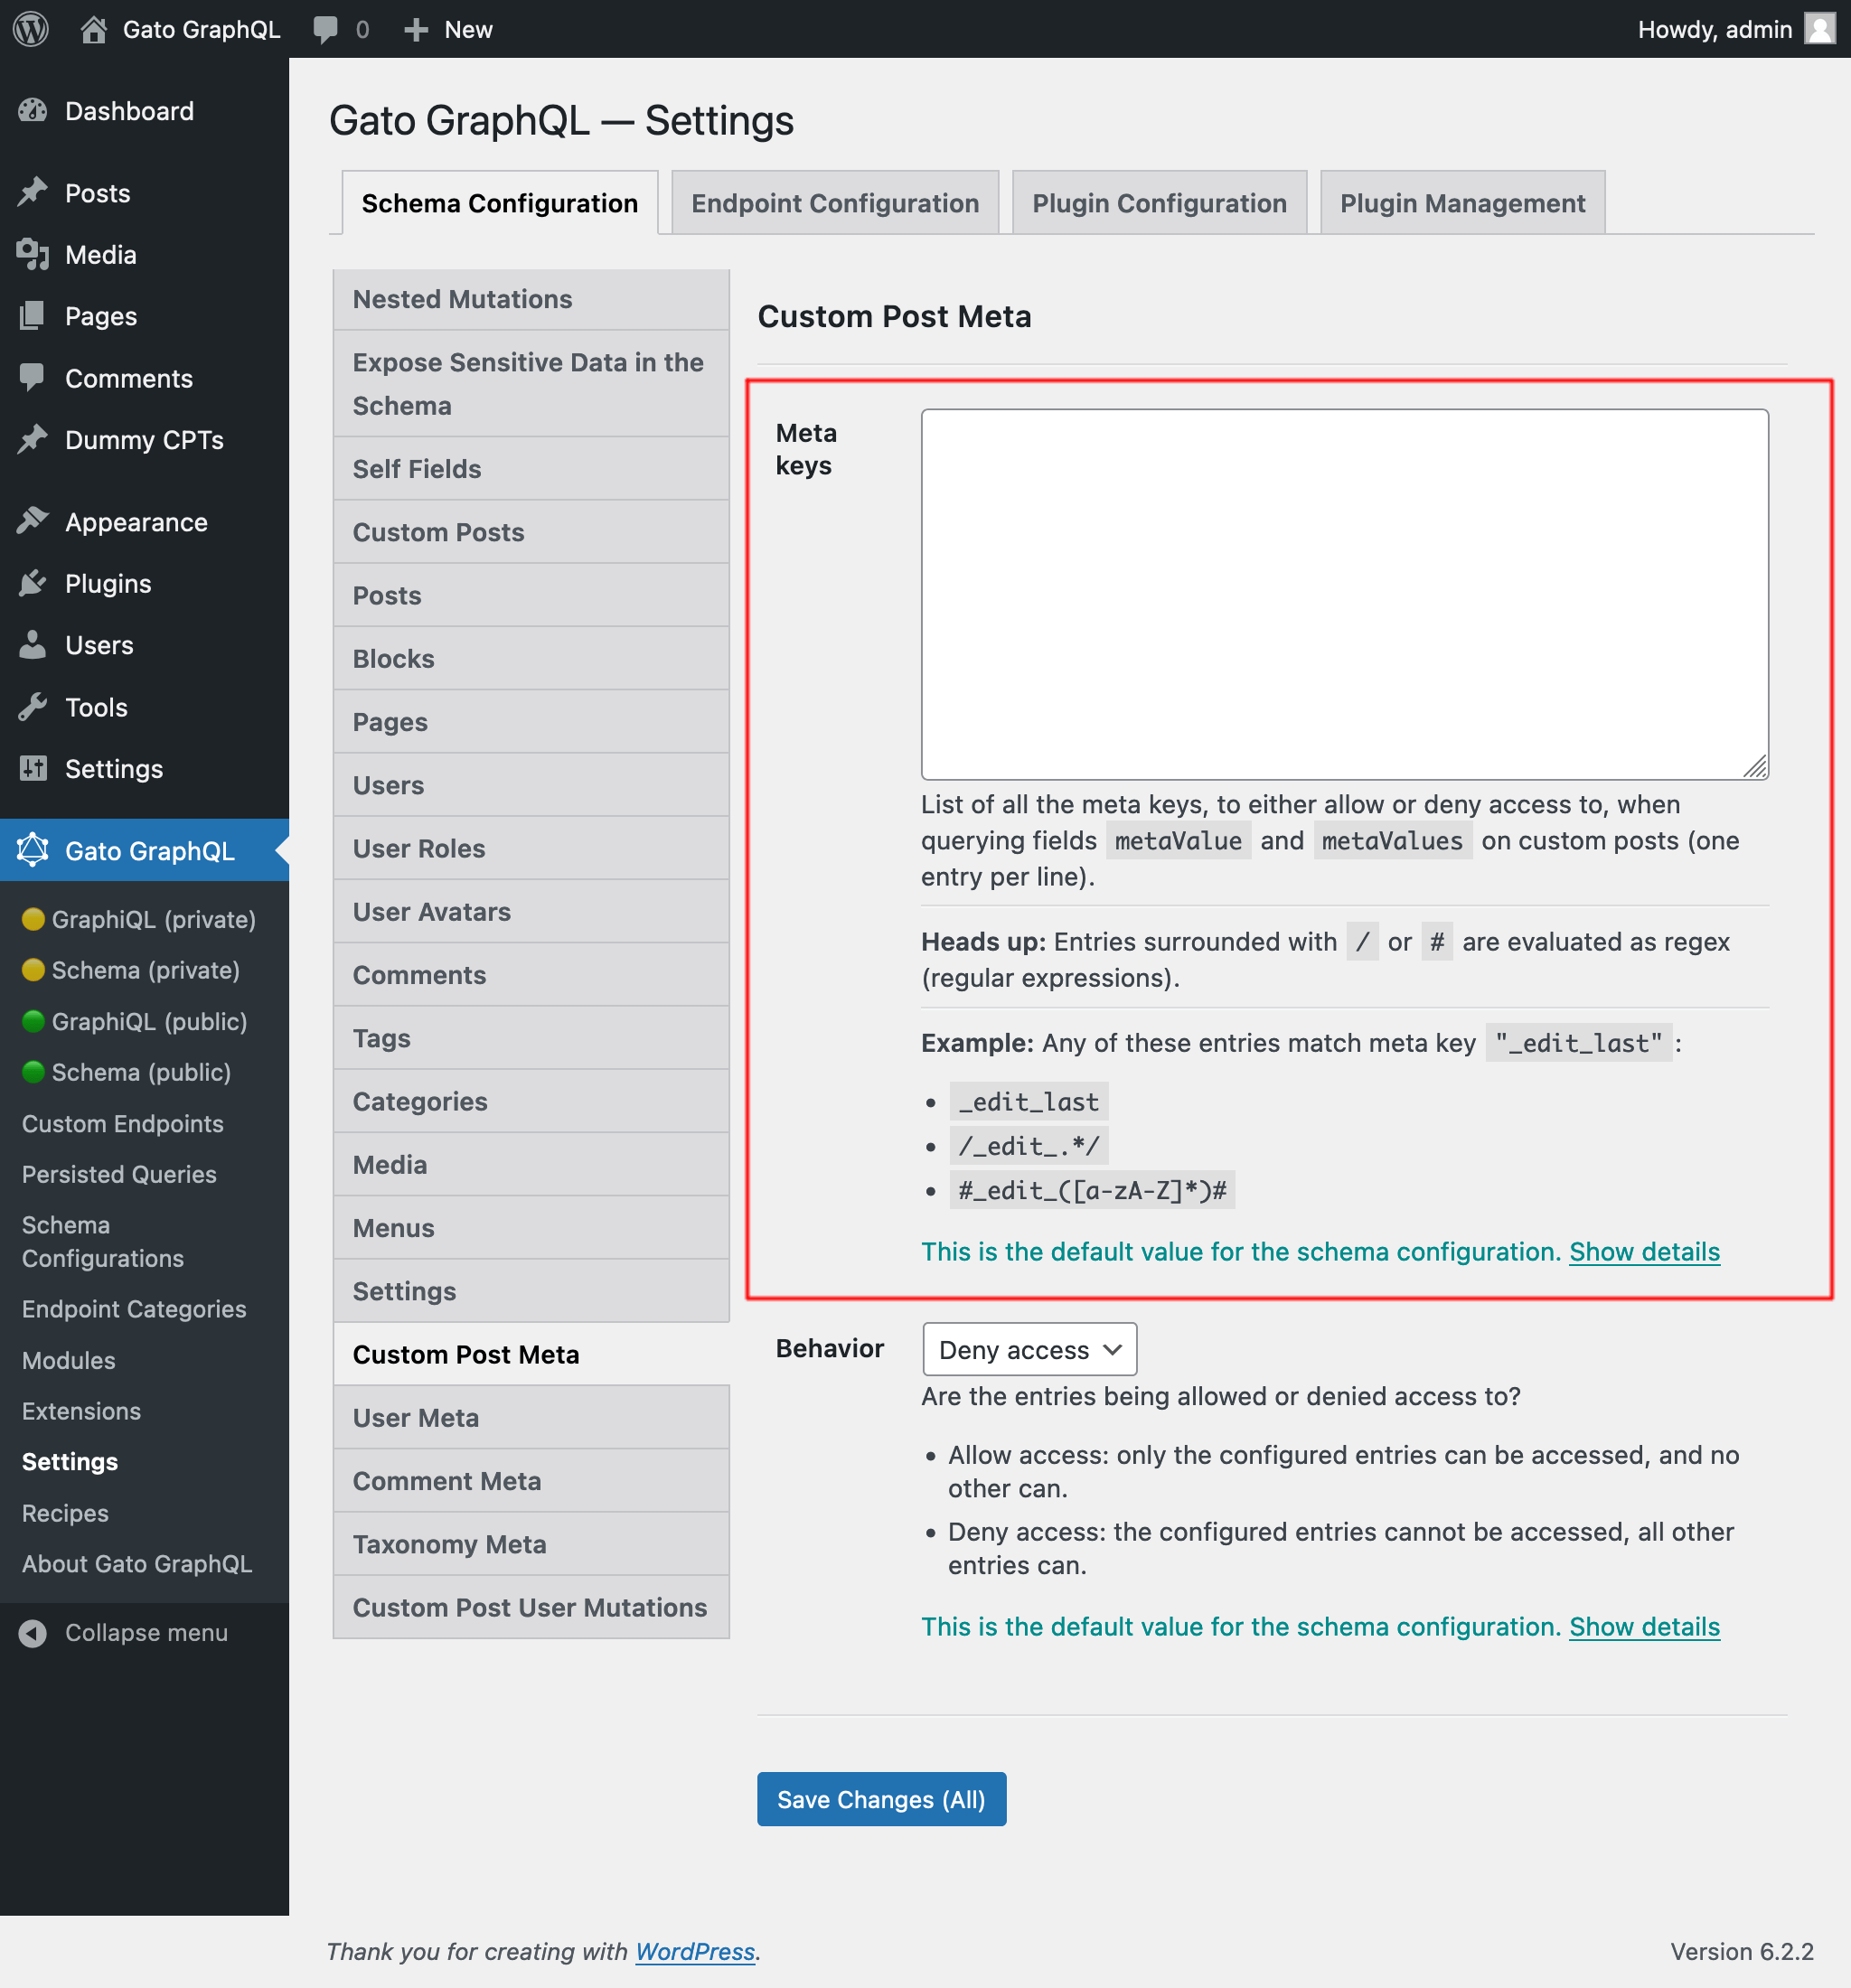 Gato GraphQL
0
New
Howdy, admin
Dashboard
Posts
Media
Pages
Comments
Dummy CPTs
Appearance
Plugins
Users
Tools
Settings
Gato GraphQL
GraphiQL (private)
Schema (private)
GraphiQL (public)
Schema (public)
Custom Endpoints
Persisted Queries
Schema
Configurations
Endpoint Categories
Modules
Extensions
Settings
Recipes
About Gato GraphQL
Collapse menu
Gato GraphQL — Settings
Schema Configuration
Endpoint Configuration
Plugin Configuration
Plugin Management
Nested Mutations
Expose Sensitive Data in the
Schema
Self Fields
Custom Posts
Posts
Blocks
Pages
Users
User Roles
User Avatars
Comments
Tags
Categories
Media
Menus
Settings
Custom Post Meta
User Meta
Comment Meta
Taxonomy Meta
Custom Post User Mutations
Custom Post Meta
Meta
keys
List of all the meta keys, to either allow or deny access to, when
querying fields metaValue and metaValues on custom posts (one
entry per line).
Heads up: Entries surrounded with / or # are evaluated as regex
(regular expressions).
Example: Any of these entries match meta key "_edit_last" :
• _edit_last
• /_edit_.*/
• #_edit_([a-zA-Z]*)#
This is the default value for the schema configuration. Show details
Behavior
Deny access
Are the entries being allowed or denied access to?
• Allow access: only the configured entries can be accessed, and no
other can.
• Deny access: the configured entries cannot be accessed, all other
entries can.
This is the default value for the schema configuration. Show details
Save Changes (All)
Thank you for creating with WordPress.
Version 6.2.2